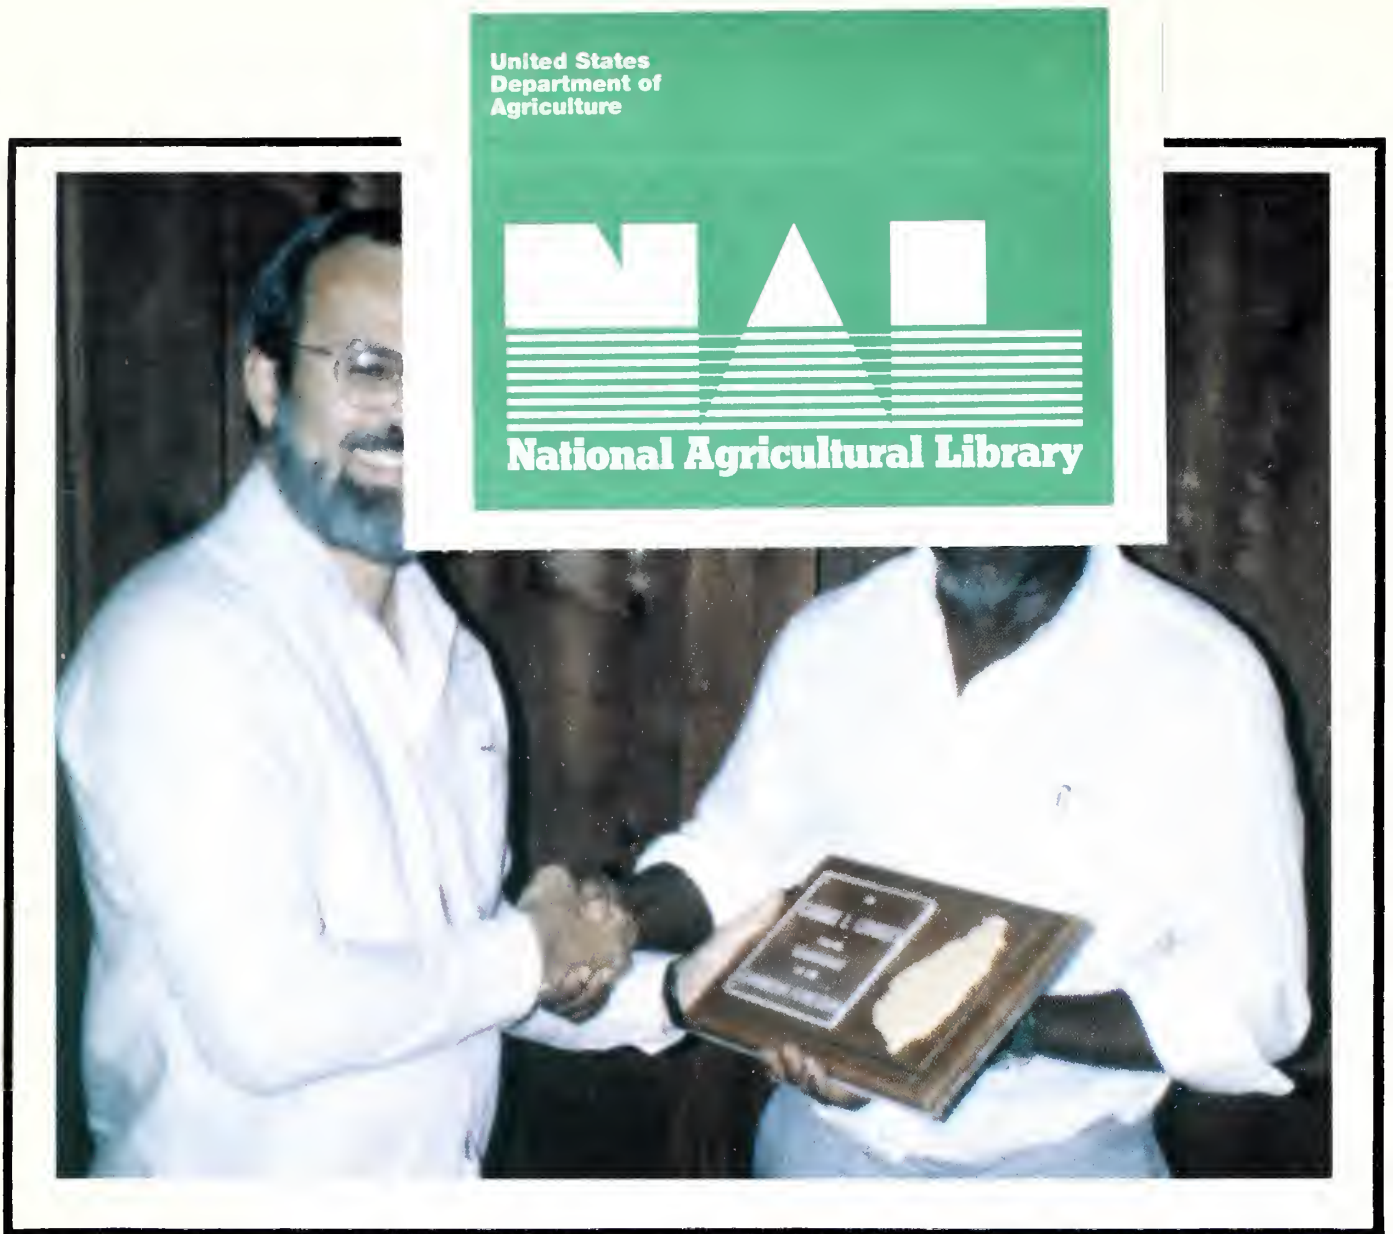 United States
Department of
Agriculture
NAL
National Agricultural Library